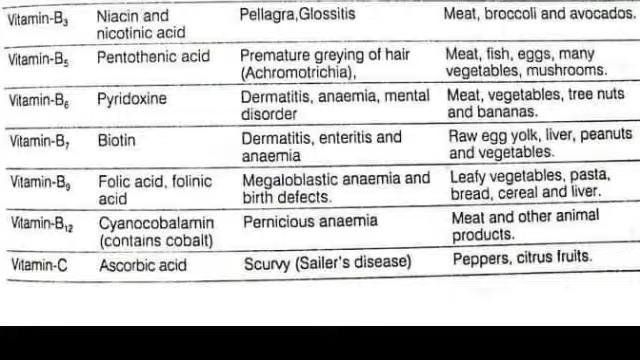 Vitamin-B3 Niacin and Pellagra,Glossitis Meat, broccoli and avocados.
nicotinic acid
Vitamin-B5 Pentothenic acid Premature greying of hair Meat, fish, eggs, many
(Achromotrichia), vegetables, mushrooms.
Vitamin-B6 Pyridoxine Dermatitis, anaemia, mental Meat, vegetables, tree nuts
disorder and bananas.
Vitamin-B7 Biotin Dermatitis, enteritis and Raw egg yolk, liver, peanuts
anaemia and vegetables.
Vitamin-B9 Folic acid, folinic Megaloblastic anaemia and Leafy vegetables, pasta,
acid birth defects. bread, cereal and liver.
Vitamin-B12 Cyanocobalamin Pernicious anaemia Meat and other animal
(contains cobalt) products.
Vitamin-C Ascorbic acid Scurvy (Sailer's disease) Peppers, citrus fruits.